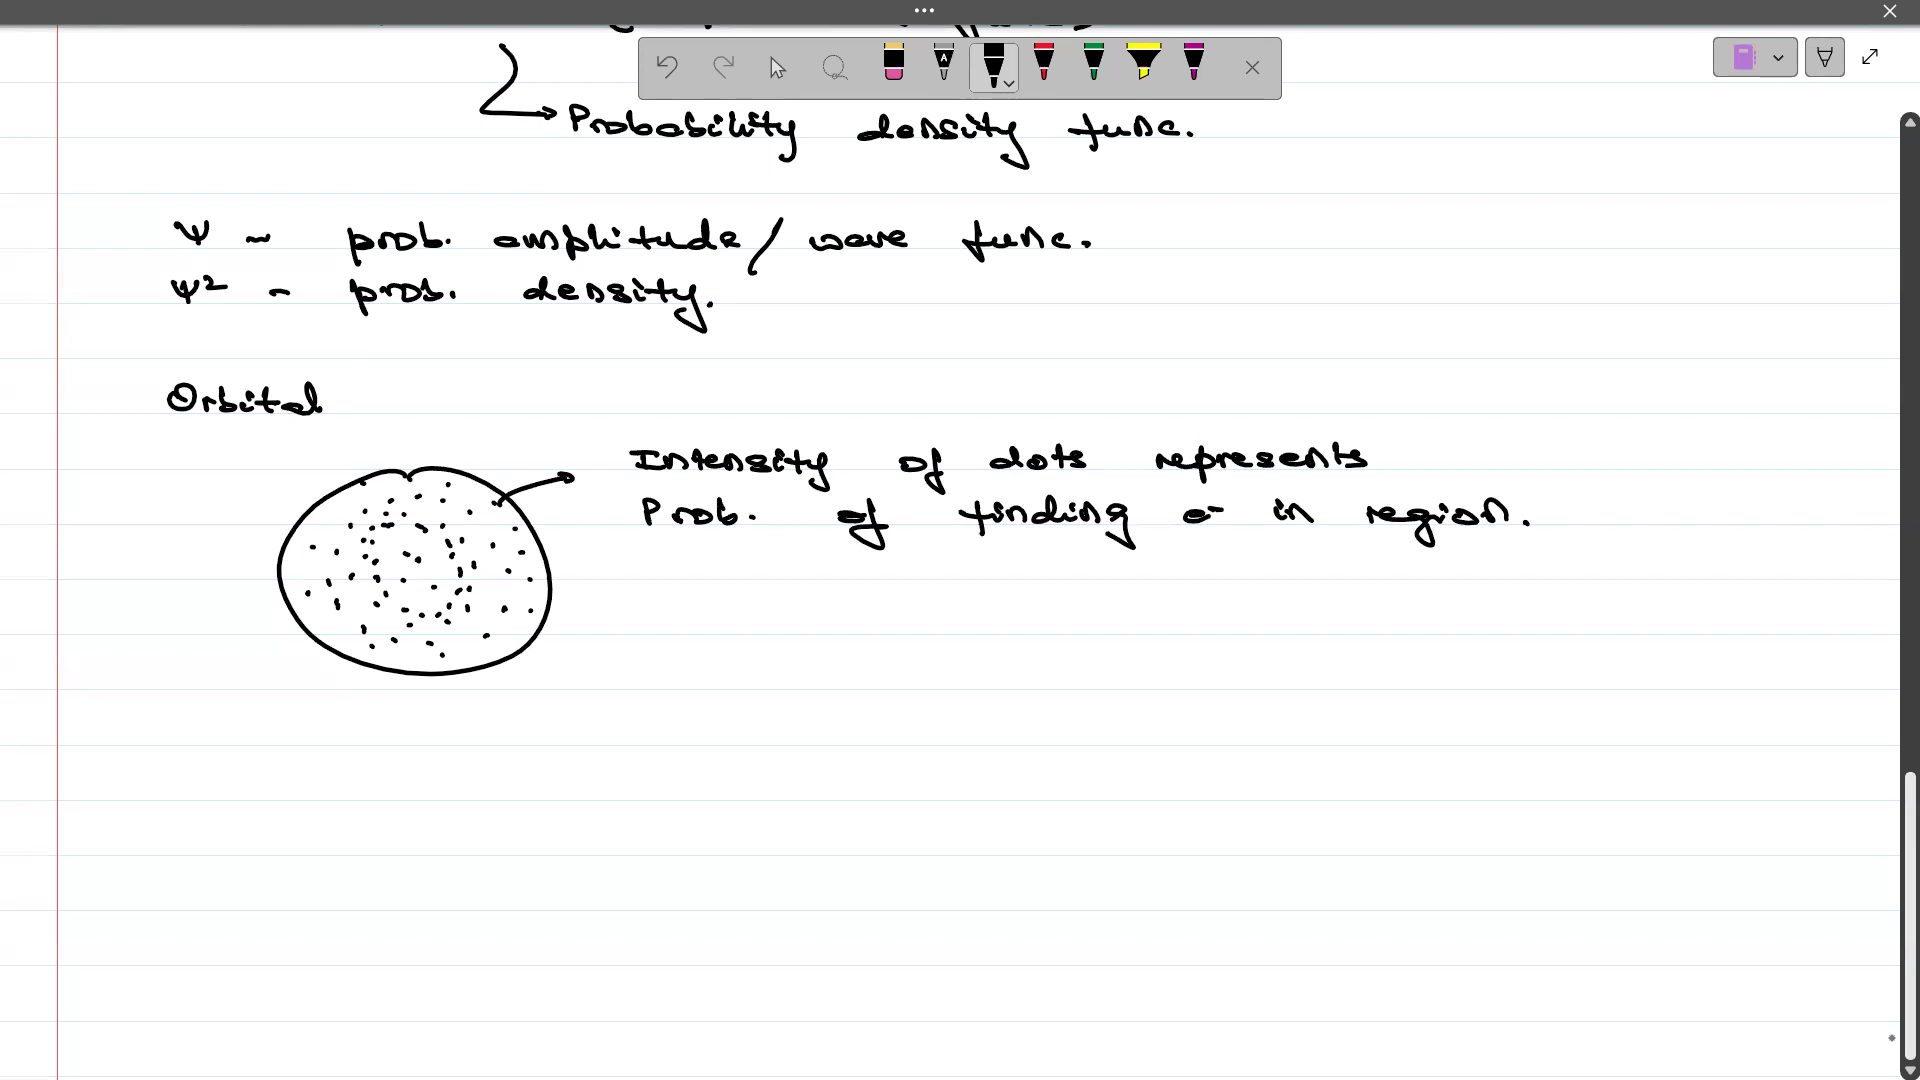 Probability density func.
Ψ ~ prob. amplitude/ wave func.
Ψ² - prob. density.
Orbital
Intensity of dots represents
Prob. of finding e- in region.